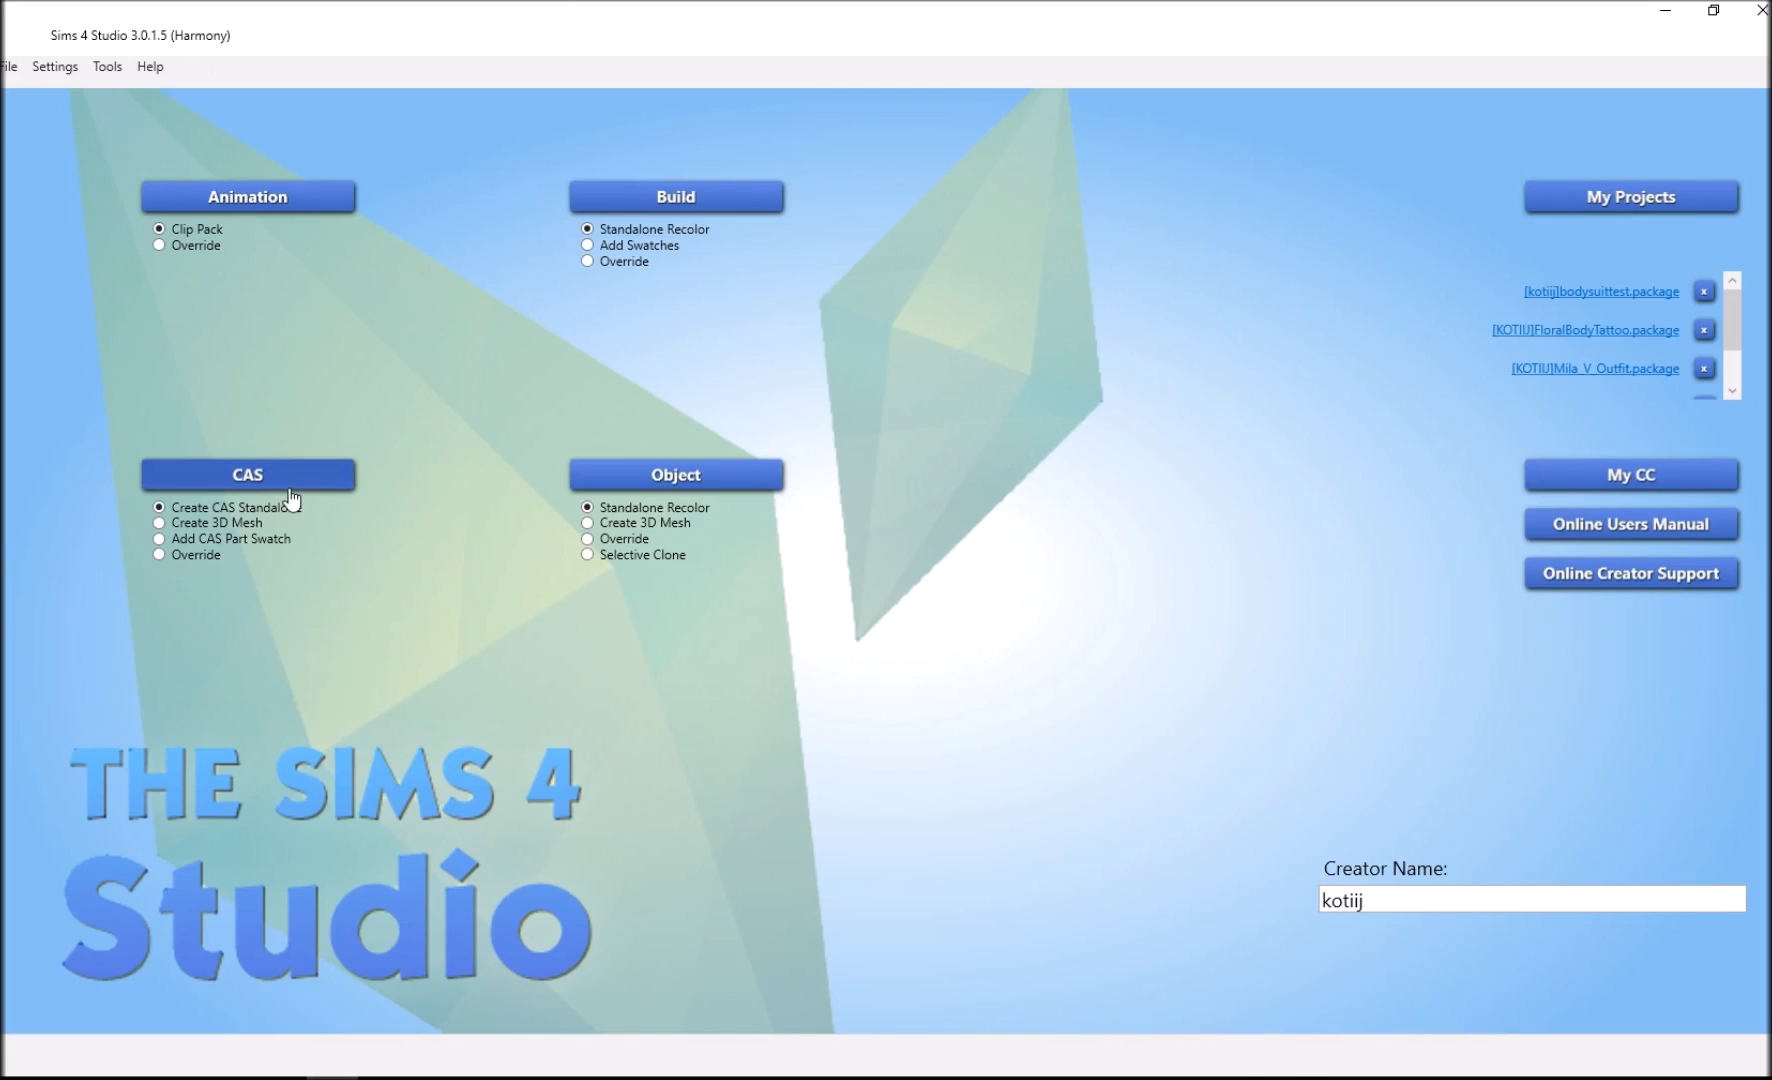 Sims 4 Studio 3.0.1.5 (Harmony)
File Settings Tools Help
Animation
Clip Pack
Override
Build
Standalone Recolor
Add Swatches
Override
My Projects
[kotiij]bodysuittest.package
x
[KOTIIJ]FloralBodyTattoo.package
x
[KOTIIJ]Mila_V_Outfit.package
x
CAS
Create CAS Standalone
Create 3D Mesh
Add CAS Part Swatch
Override
Object
Standalone Recolor
Create 3D Mesh
Override
Selective Clone
My CC
Online Users Manual
Online Creator Support
THE SIMS 4
Studio
Creator Name:
kotiij